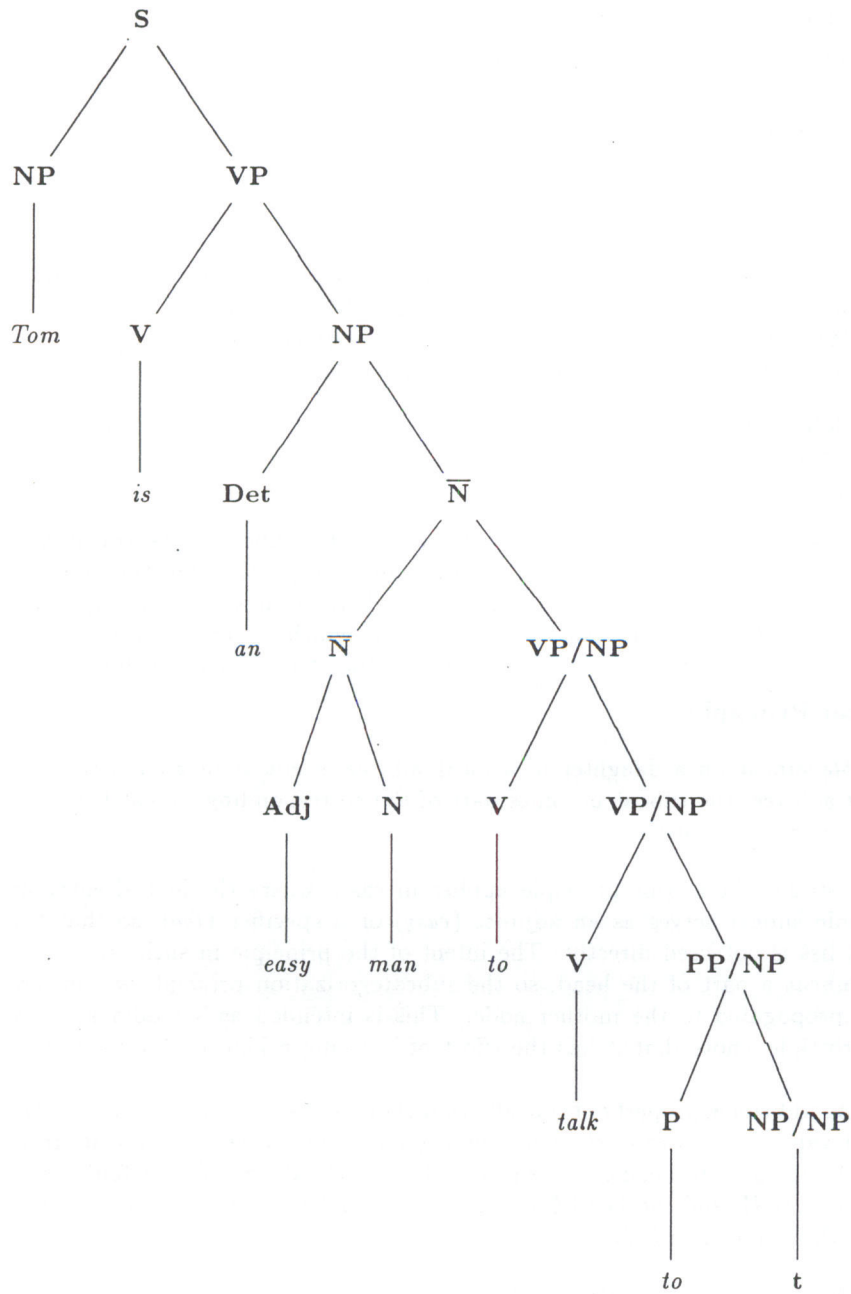 S
NP VP
Tom V NP
is Det N̅
an N̅ VP/NP
Adj N V VP/NP
easy man to V PP/NP
talk P NP/NP
to t